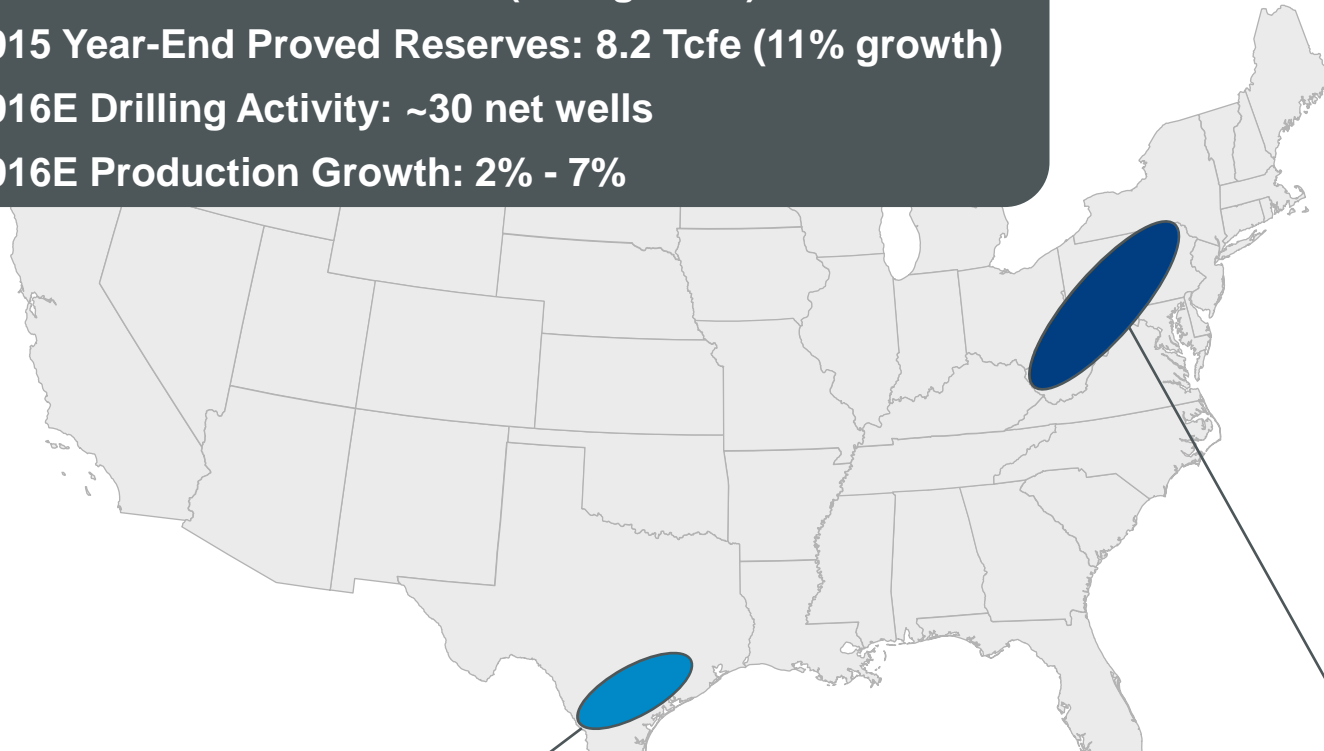 015 Year-End Proved Reserves: 8.2 Tcfe (11% growth)
016E Drilling Activity: ~30 net wells
016E Production Growth: 2% - 7%